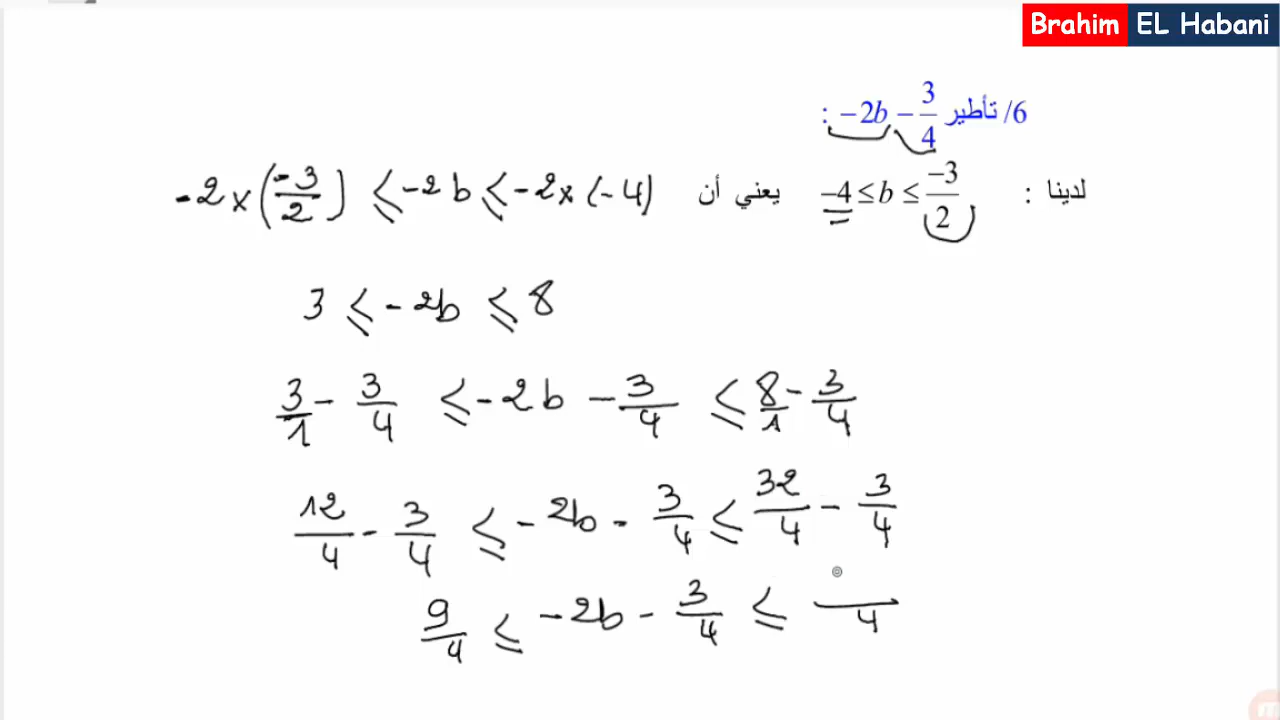 Brahim EL Habani
6/ تأطير −2b − 3/4 :
لدينا : −4 ≤ b ≤ −3/2 يعني أن -2 × (-3/2) ≤ -2b ≤ -2 × (-4)
3 ≤ -2b ≤ 8
3/1 - 3/4 ≤ -2b - 3/4 ≤ 8/1 - 3/4
12/4 - 3/4 ≤ -2b - 3/4 ≤ 32/4 - 3/4
9/4 ≤ -2b - 3/4 ≤ /4